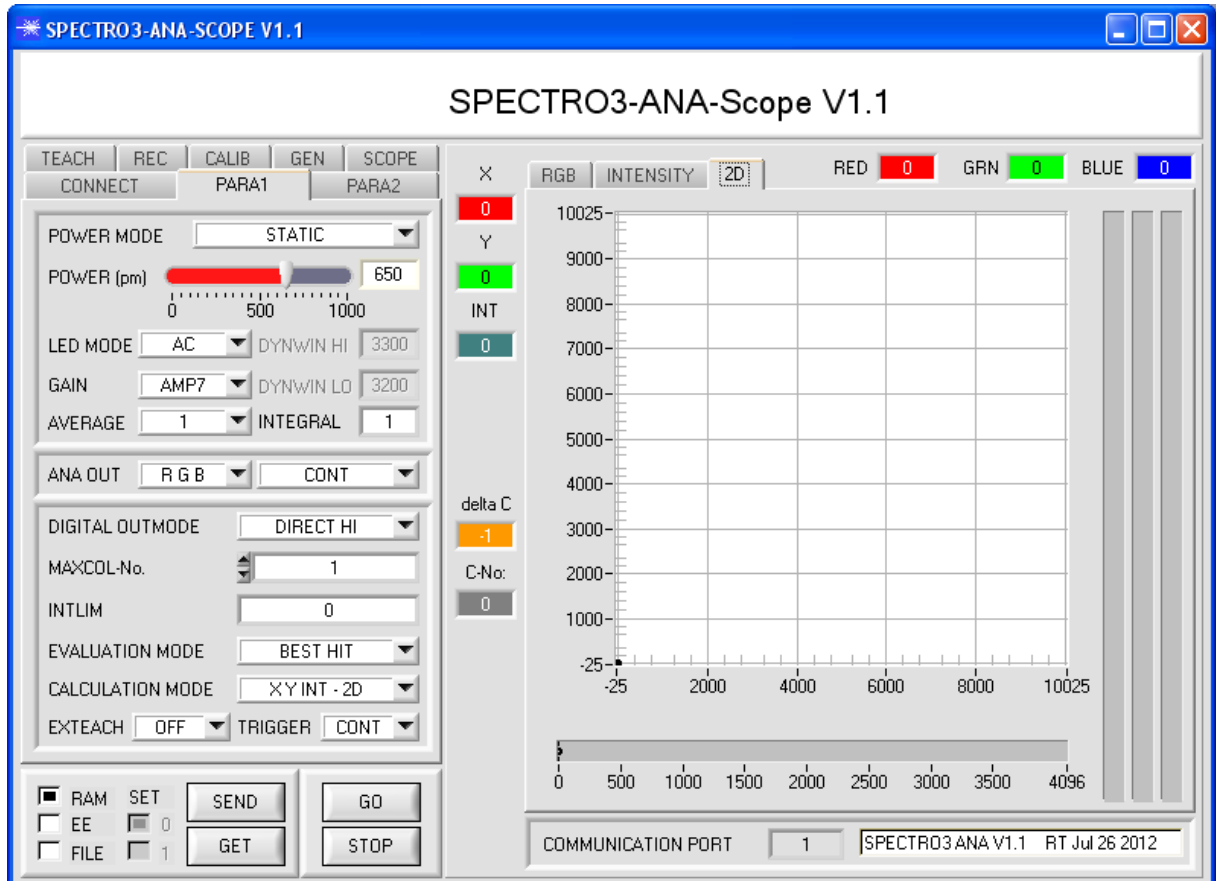 SPECTRO3-ANA-SCOPE V1.1
SPECTRO3-ANA-Scope V1.1
TEACH REC CALIB GEN SCOPE
CONNECT PARA1 PARA2
POWER MODE STATIC
POWER (pm) 650
0 500 1000
LED MODE AC DYNWIN HI 3300
GAIN AMP7 DYNWIN LO 3200
AVERAGE 1 INTEGRAL 1
ANA OUT R G B CONT
DIGITAL OUTMODE DIRECT HI
MAXCOL-No. 1
INTLIM 0
EVALUATION MODE BEST HIT
CALCULATION MODE X Y INT - 2D
EXTEACH OFF TRIGGER CONT
RAM SET
EE 0
FILE 1
SEND
GET
GO
STOP
X
0
Y
0
INT
0
delta C
-1
C-No:
0
RGB INTENSITY 2D
RED 0 GRN 0 BLUE 0
10025
9000
8000
7000
6000
5000
4000
3000
2000
1000
-25
-25 2000 4000 6000 8000 10025
0 500 1000 1500 2000 2500 3000 3500 4096
COMMUNICATION PORT 1 SPECTRO3 ANA V1.1 RT Jul 26 2012